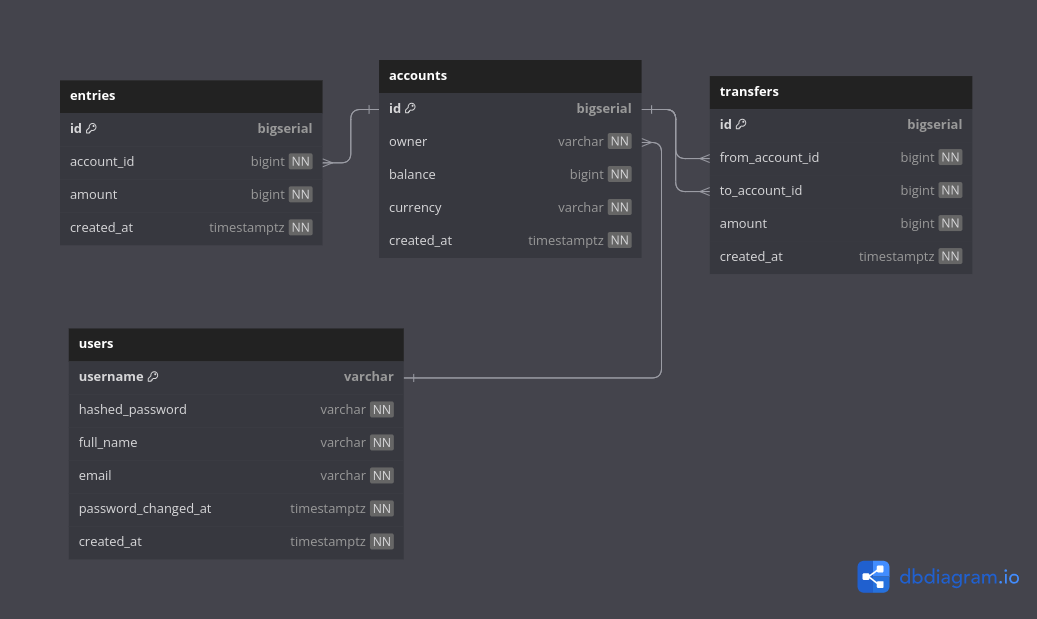 entries
id bigserial
account_id bigint NN
amount bigint NN
created_at timestamptz NN
accounts
id bigserial
owner varchar NN
balance bigint NN
currency varchar NN
created_at timestamptz NN
transfers
id bigserial
from_account_id bigint NN
to_account_id bigint NN
amount bigint NN
created_at timestamptz NN
users
username varchar
hashed_password varchar NN
full_name varchar NN
email varchar NN
password_changed_at timestamptz NN
created_at timestamptz NN
dbdiagram.io